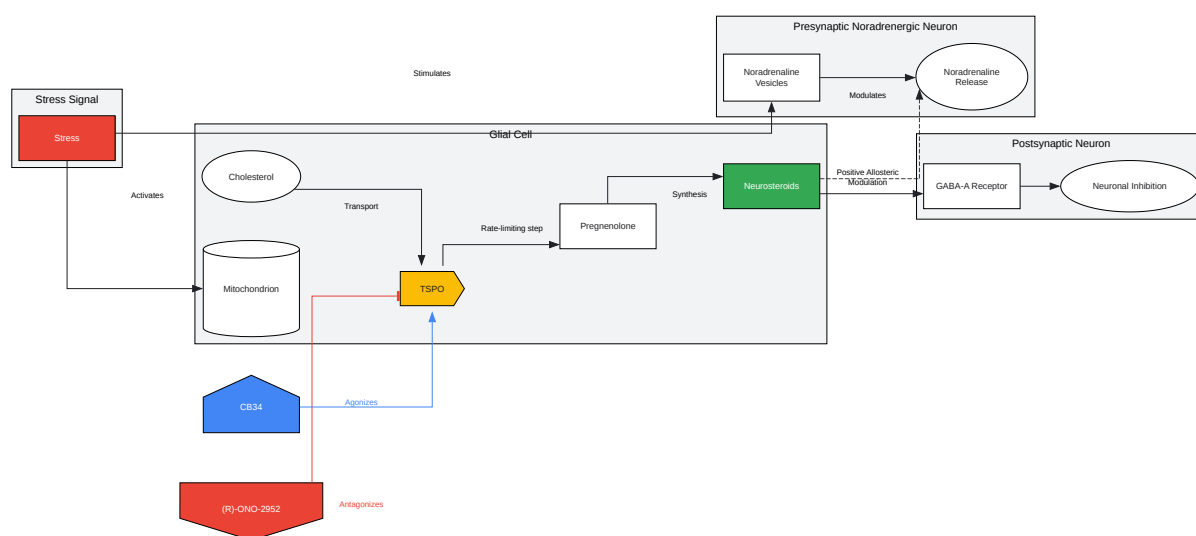 Presynaptic Noradrenergic Neuron
Noradrenaline
Vesicles
Noradrenaline
Release
Modulates
Stimulates
Stress Signal
Stress
Activates
Glial Cell
Cholesterol
Transport
Mitochondrion
TSPO
Rate-limiting step
Pregnenolone
Synthesis
Neurosteroids
Positive Allosteric
Modulation
Postsynaptic Neuron
GABA-A Receptor
Neuronal Inhibition
CB34
Agonizes
(R)-ONO-2952
Antagonizes